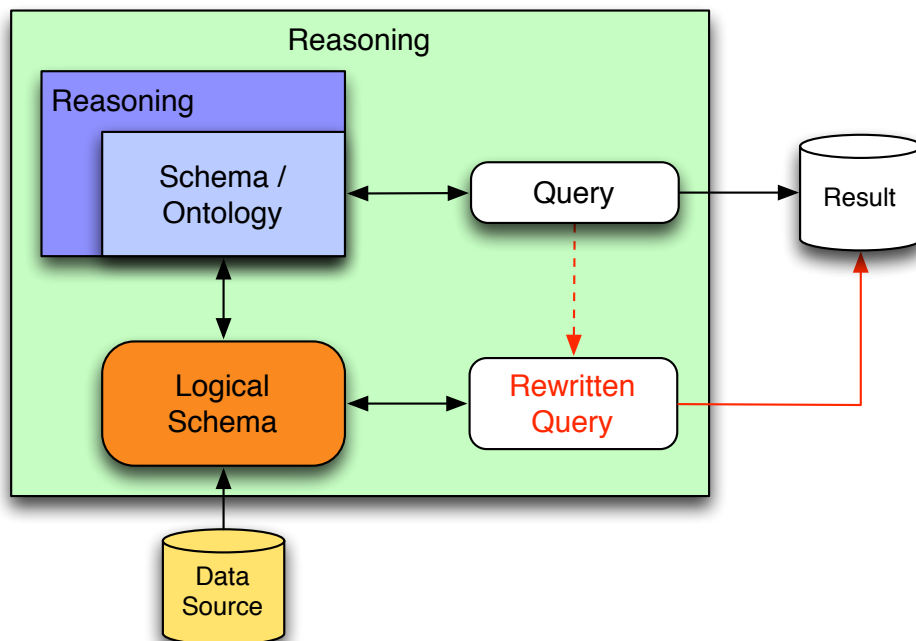 Reasoning
Reasoning
Schema /
Ontology
Query
Result
Logical
Schema
Rewritten
Query
Data
Source